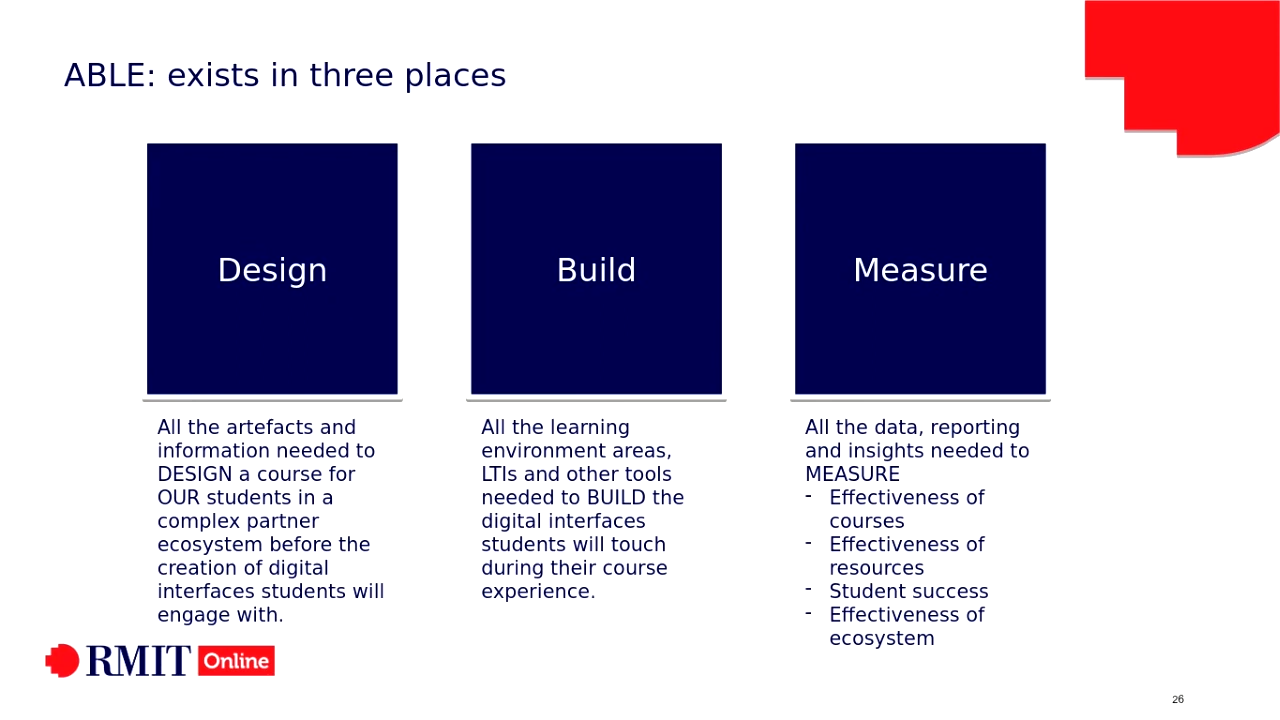 ABLE: exists in three places
Design
Build
Measure
All the artefacts and
information needed to
DESIGN a course for
OUR students in a
complex partner
ecosystem before the
creation of digital
interfaces students will
engage with.
All the learning
environment areas,
LTIs and other tools
needed to BUILD the
digital interfaces
students will touch
during their course
experience.
All the data, reporting
and insights needed to
MEASURE
- Effectiveness of
courses
- Effectiveness of
resources
- Student success
- Effectiveness of
ecosystem
RMIT Online
26